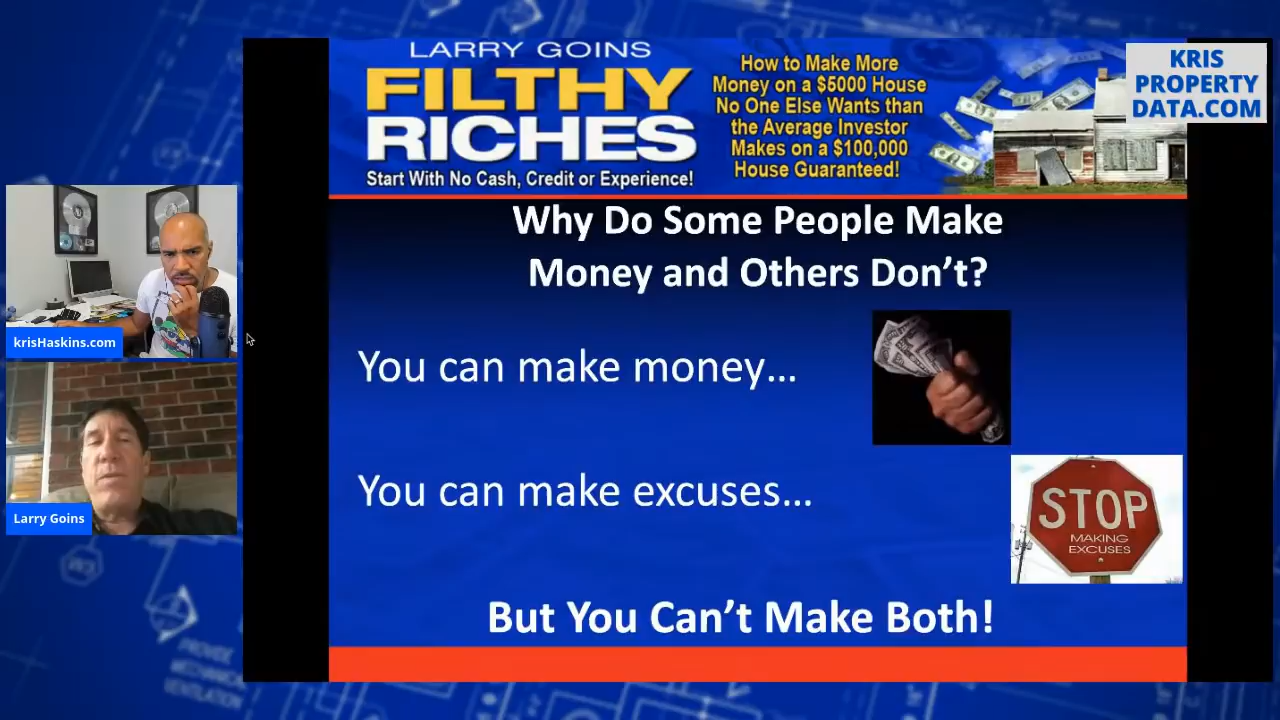 LARRY GOINS
FILTHY
RICHES
Start With No Cash, Credit or Experience!
How to Make More
Money on a $5000 House
No One Else Wants than
the Average Investor
Makes on a $100,000
House Guaranteed!
KRIS
PROPERTY
DATA.COM
Why Do Some People Make
Money and Others Don't?
You can make money...
You can make excuses...
STOP
MAKING
EXCUSES
But You Can't Make Both!
krisHaskins.com
Larry Goins
PROVIDE
MECHANICAL
VENTILATION